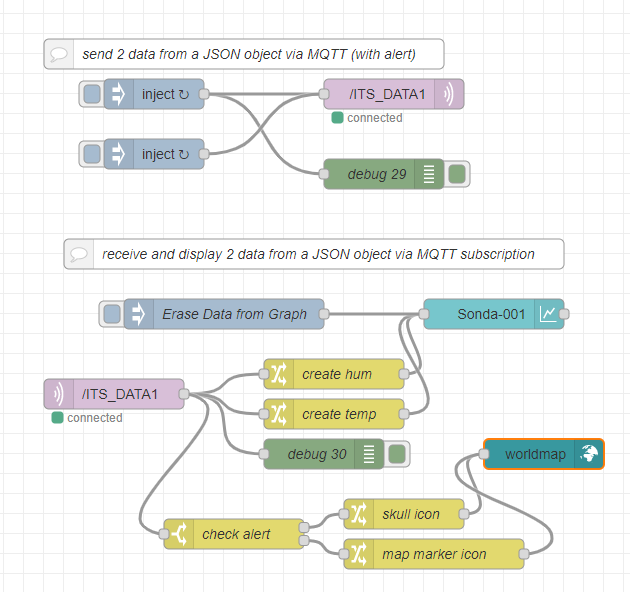 send 2 data from a JSON object via MQTT (with alert)
inject ↻
/ITS_DATA1
connected
inject ↻
debug 29
receive and display 2 data from a JSON object via MQTT subscription
Erase Data from Graph
Sonda-001
create hum
/ITS_DATA1
connected
create temp
debug 30
worldmap
skull icon
check alert
map marker icon